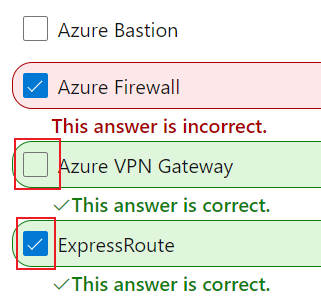 Azure Bastion
Azure Firewall
This answer is incorrect.
Azure VPN Gateway
This answer is correct.
ExpressRoute
This answer is correct.